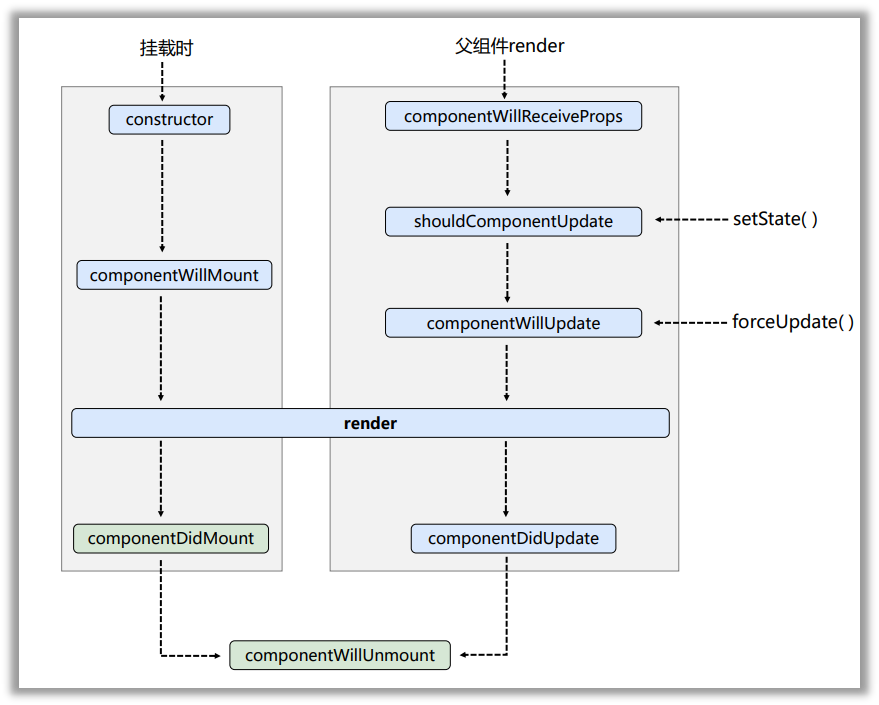 挂载时
父组件render
constructor
componentWillReceiveProps
shouldComponentUpdate
setState( )
componentWillMount
componentWillUpdate
forceUpdate( )
render
componentDidMount
componentDidUpdate
componentWillUnmount